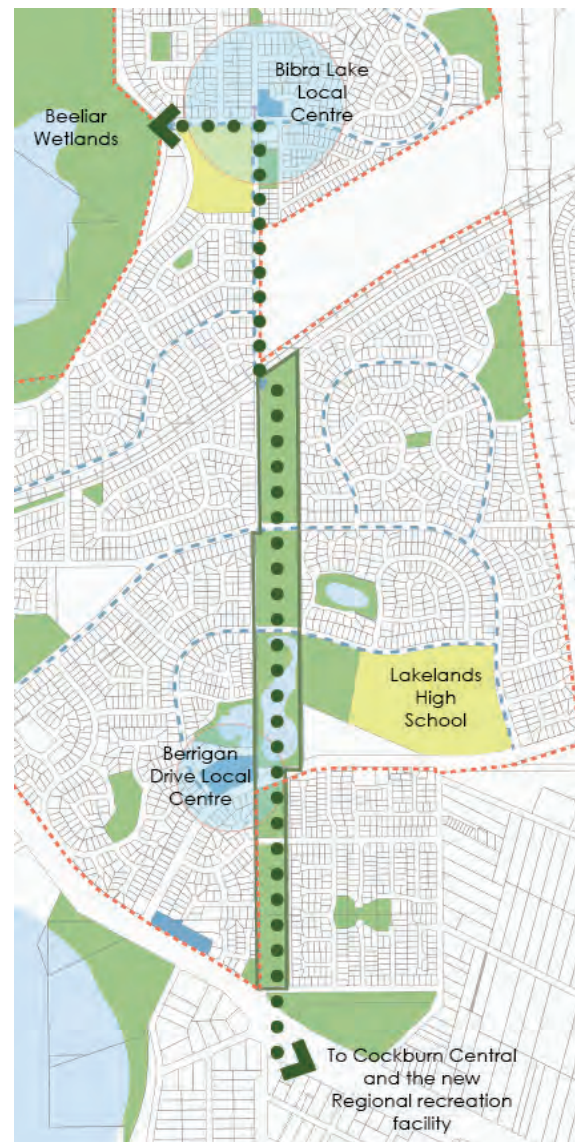 Bibra Lake
Local
Centre
Beeliar
Wetlands
Lakelands
High
School
Berrigan
Drive Local
Centre
To Cockburn Central
and the new
Regional recreation
facility